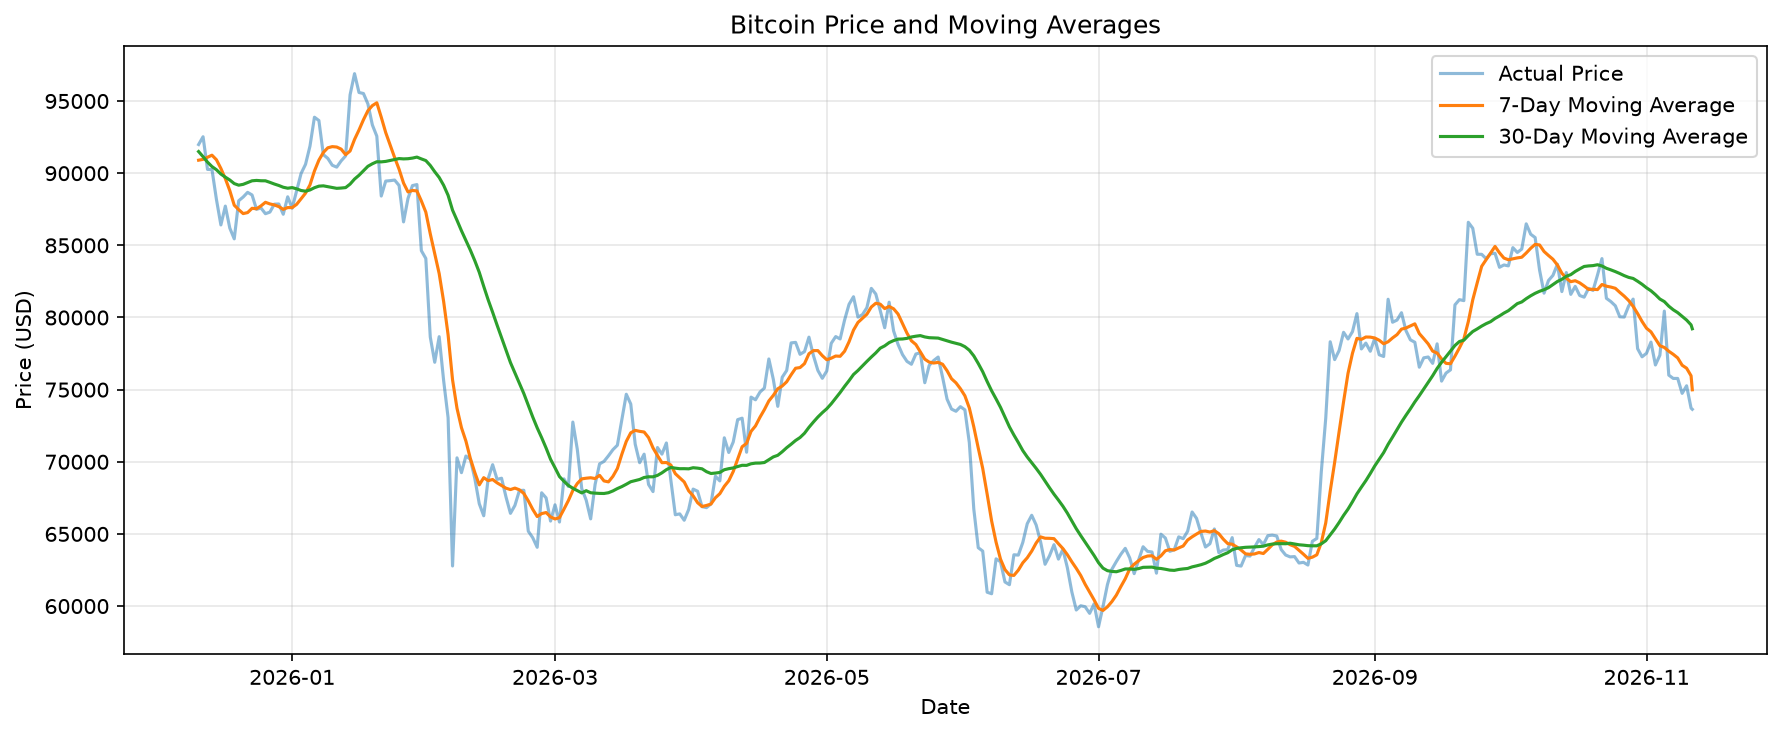 Bitcoin Price and Moving Averages
Actual Price
7-Day Moving Average
30-Day Moving Average
Price (USD)
95000
90000
85000
80000
75000
70000
65000
60000
2026-01
2026-03
2026-05
2026-07
2026-09
2026-11
Date